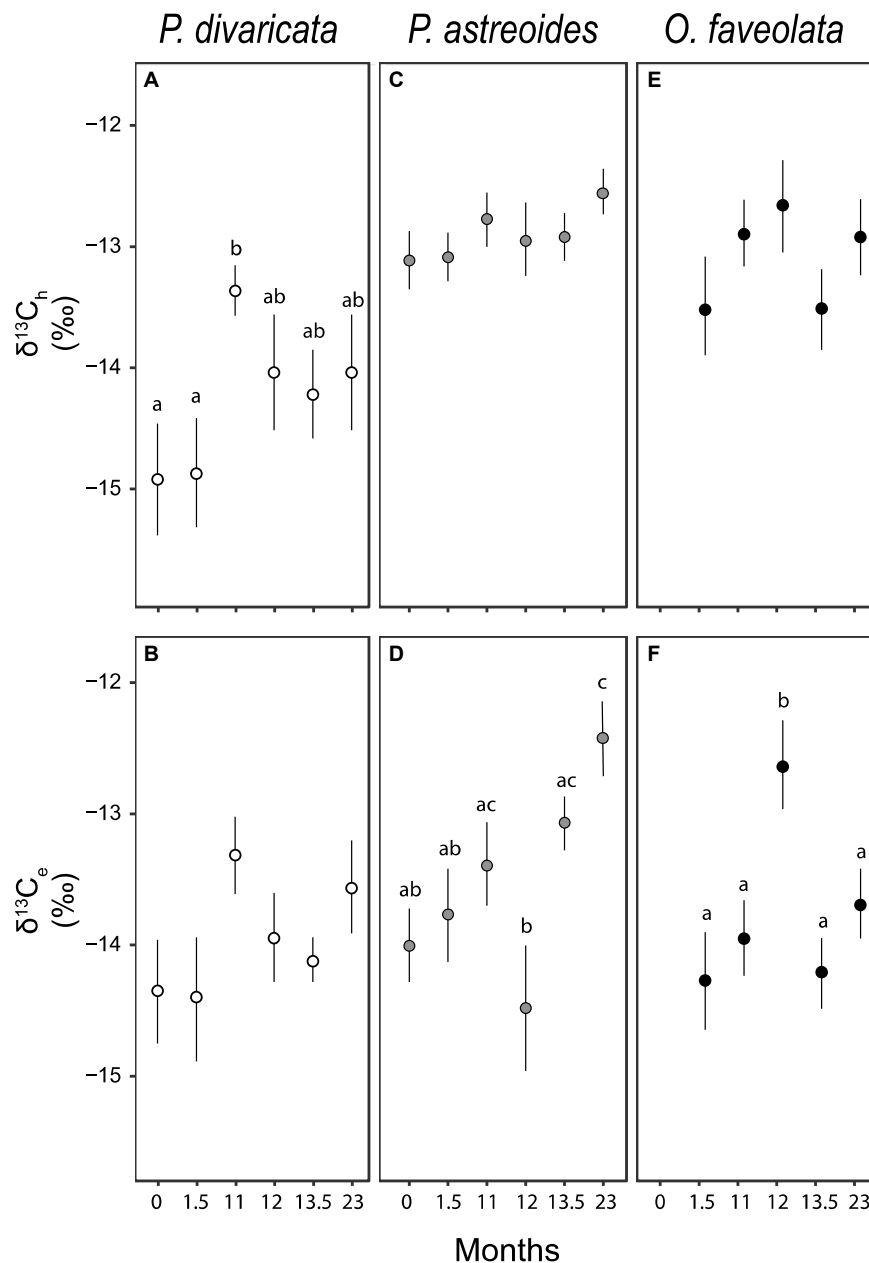 P. divaricata P. astreoides O. faveolata
A C E
−12
−13
−14
−15
δ13Ch
(‰)
a a b ab ab ab
B D F
−12
−13
−14
−15
δ13Ce
(‰)
ab ab ac b ac c
a a b a a
0 1.5 11 12 13.5 23 0 1.5 11 12 13.5 23 0 1.5 11 12 13.5 23
Months